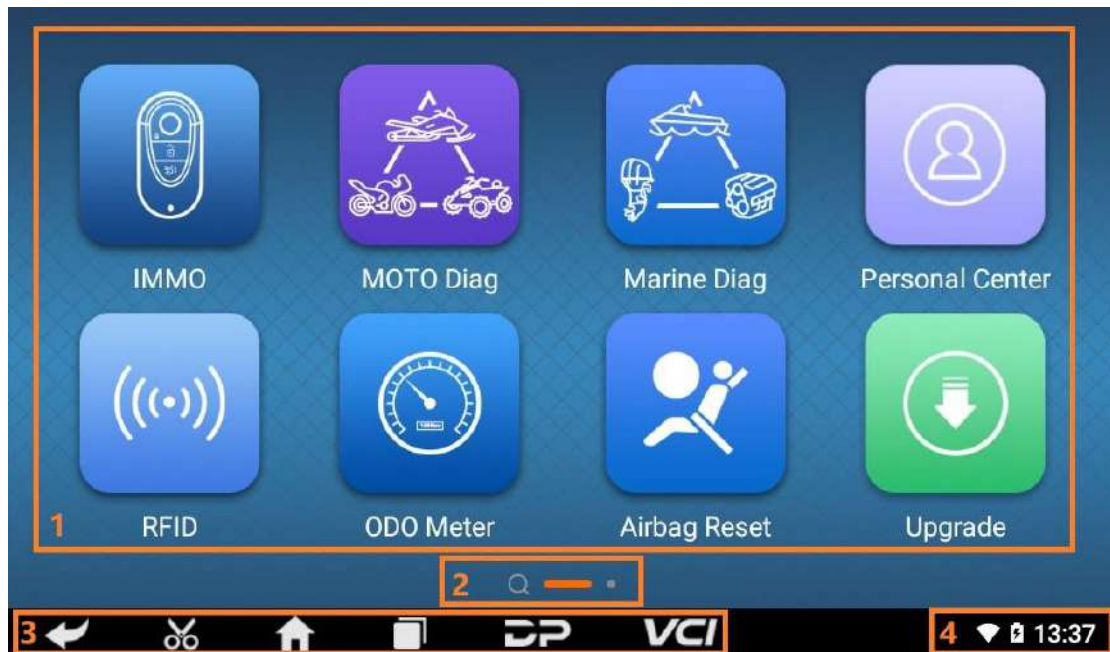 IMMO MOTO Diag Marine Diag Personal Center
1 RFID ODO Meter Airbag Reset Upgrade
2
3 DP VCI 4 13:37